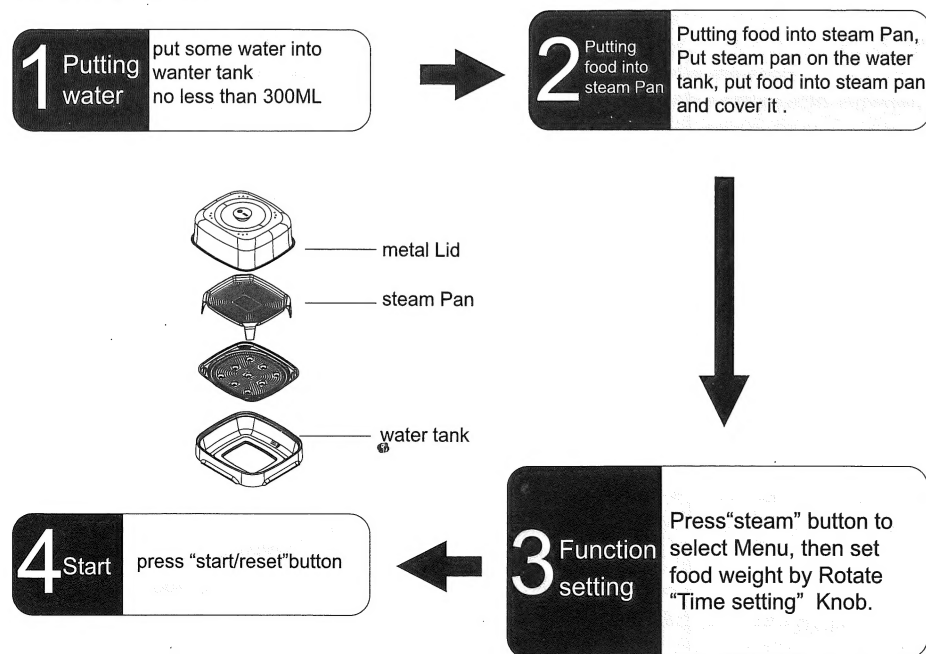 1 Putting water
put some water into
wanter tank
no less than 300ML
2 Putting food into steam Pan
Putting food into steam Pan,
Put steam pan on the water
tank, put food into steam pan
and cover it .
metal Lid
steam Pan
water tank
3 Function setting
Press“steam” button to
select Menu, then set
food weight by Rotate
“Time setting” Knob.
4 Start
press “start/reset”button